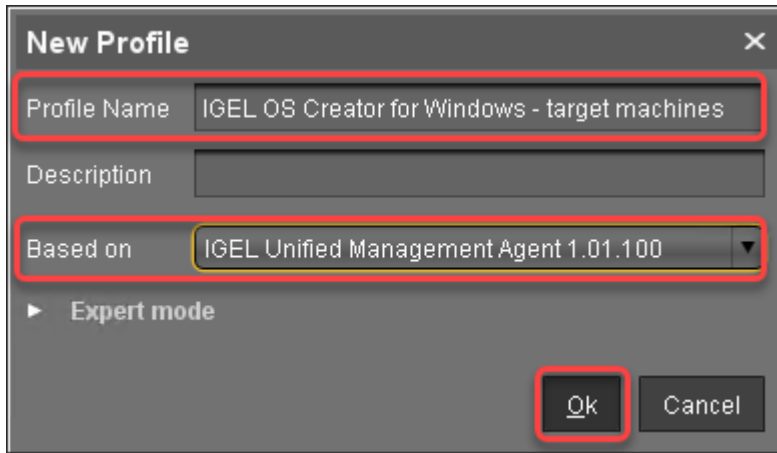 New Profile
Profile Name IGEL OS Creator for Windows - target machines
Description
Based on IGEL Unified Management Agent 1.01.100
Expert mode
Ok Cancel